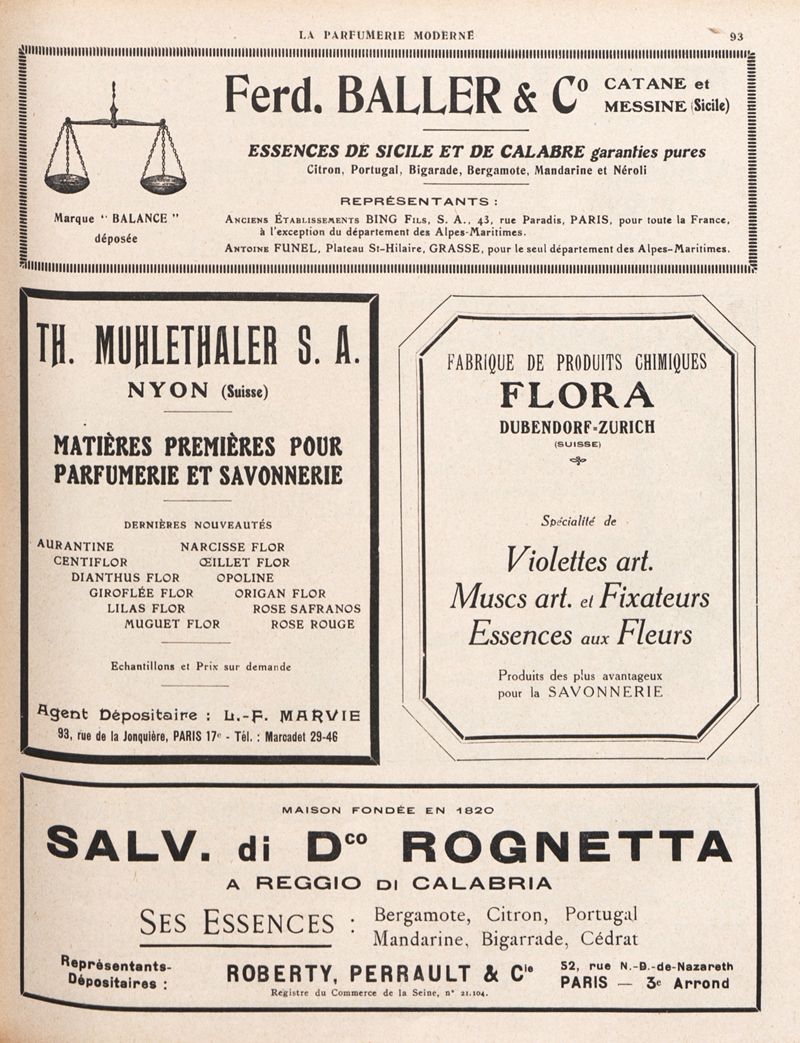 LA PARFUMERIE MODERNE
93
Ferd. BALLER & Cº CATANE et
MESSINE (Sicile)
ESSENCES DE SICILE ET DE CALABRE garanties pures
Citron, Portugal, Bigarade, Bergamote, Mandarine et Néroli
Marque “ BALANCE ”
déposée
REPRÉSENTANTS :
Anciens Établissements BING Fils, S. A., 43, rue Paradis, PARIS, pour toute la France,
à l'exception du département des Alpes-Maritimes.
Antoine FUNEL, Plateau St-Hilaire, GRASSE, pour le seul département des Alpes-Maritimes.
TH. MUHLETHALER S. A.
NYON (Suisse)
MATIÈRES PREMIÈRES POUR
PARFUMERIE ET SAVONNERIE
DERNIÈRES NOUVEAUTÉS
AURANTINE NARCISSE FLOR
CENTIFLOR ŒILLET FLOR
DIANTHUS FLOR OPOLINE
GIROFLÉE FLOR ORIGAN FLOR
LILAS FLOR ROSE SAFRANOS
MUGUET FLOR ROSE ROUGE
Echantillons et Prix sur demande
Agent Dépositaire : L.-F. MARVIE
93, rue de la Jonquière, PARIS 17e - Tél. : Marcadet 29-46
FABRIQUE DE PRODUITS CHIMIQUES
FLORA
DUBENDORF-ZURICH
(SUISSE)
Spécialité de
Violettes art.
Muscs art. et Fixateurs
Essences aux Fleurs
Produits des plus avantageux
pour la SAVONNERIE
MAISON FONDÉE EN 1820
SALV. di Dco ROGNETTA
A REGGIO DI CALABRIA
SES ESSENCES : Bergamote, Citron, Portugal
Mandarine, Bigarrade, Cédrat
Représentants-
Dépositaires :
ROBERTY, PERRAULT & Cie
Registre du Commerce de la Seine, nº 21.104.
52, rue N.-D.-de-Nazareth
PARIS — 3e Arrond